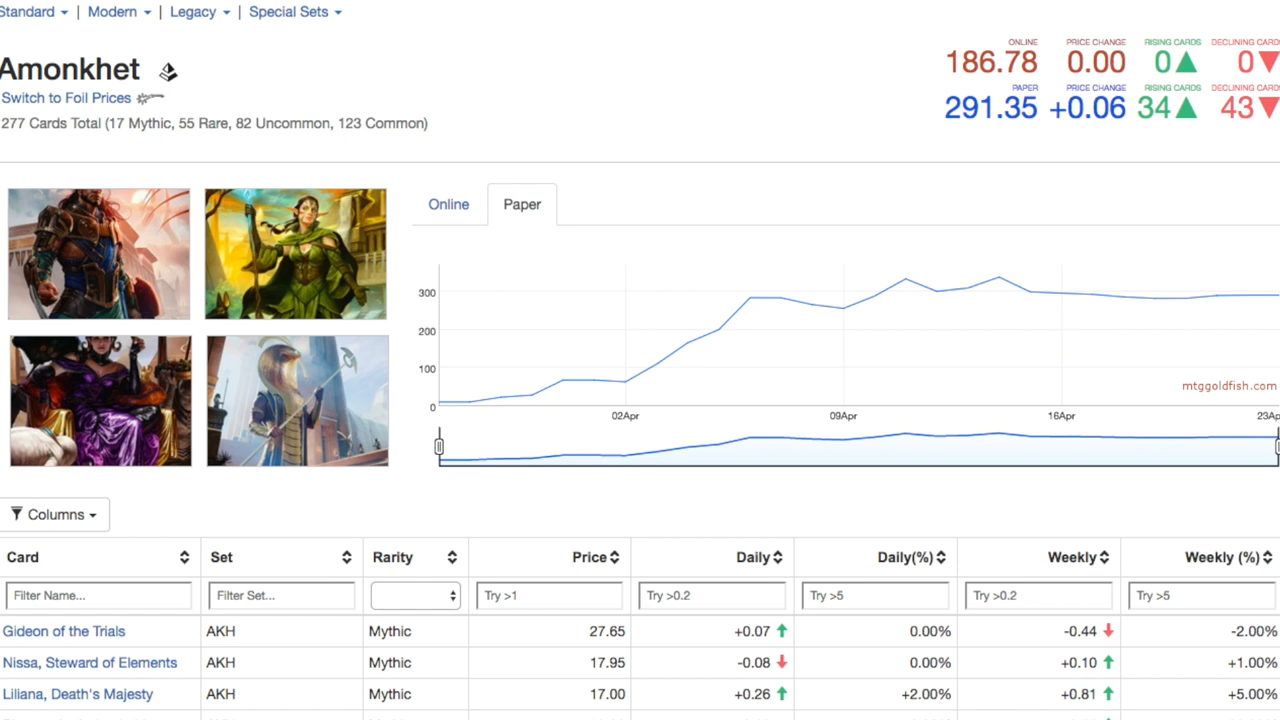 Standard | Modern | Legacy | Special Sets
Amonkhet
Switch to Foil Prices
277 Cards Total (17 Mythic, 55 Rare, 82 Uncommon, 123 Common)
ONLINE PRICE CHANGE RISING CARDS DECLINING CARDS
186.78 0.00 0▲ 0▼
PAPER PRICE CHANGE RISING CARDS DECLINING CARDS
291.35 +0.06 34▲ 43▼
Online Paper
300
200
100
0
mtggoldfish.com
02Apr 09Apr 16Apr 23Ap
Columns
Card Set Rarity Price Daily Daily(%) Weekly Weekly (%)
Filter Name... Filter Set... Try >1 Try >0.2 Try >5 Try >0.2 Try >5
Gideon of the Trials AKH Mythic 27.65 +0.07 0.00% -0.44 -2.00%
Nissa, Steward of Elements AKH Mythic 17.95 -0.08 0.00% +0.10 +1.00%
Liliana, Death's Majesty AKH Mythic 17.00 +0.26 +2.00% +0.81 +5.00%